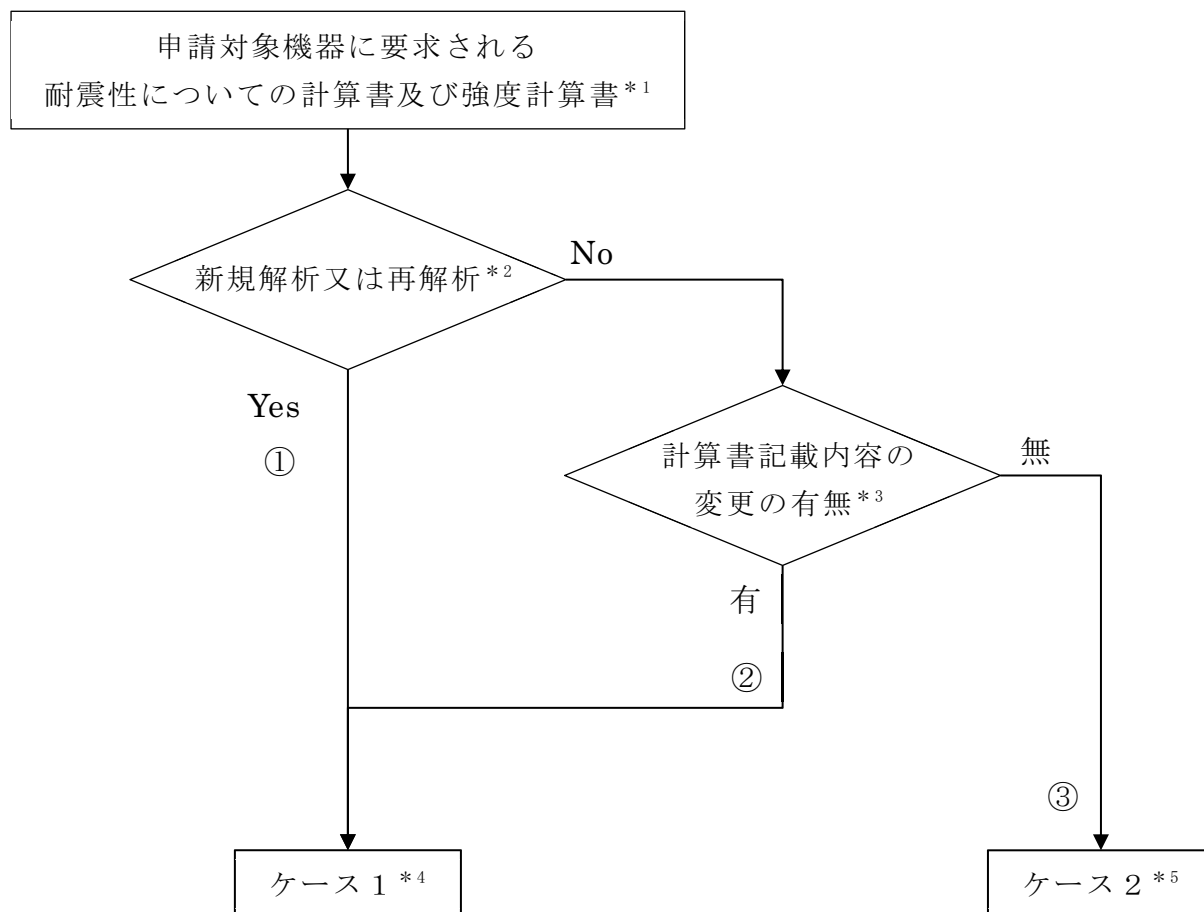 申請対象機器に要求される
耐震性についての計算書及び強度計算書*1
新規解析又は再解析*2
No
Yes
①
計算書記載内容の
変更の有無*3
無
有
②
③
ケース1*4
ケース2*5